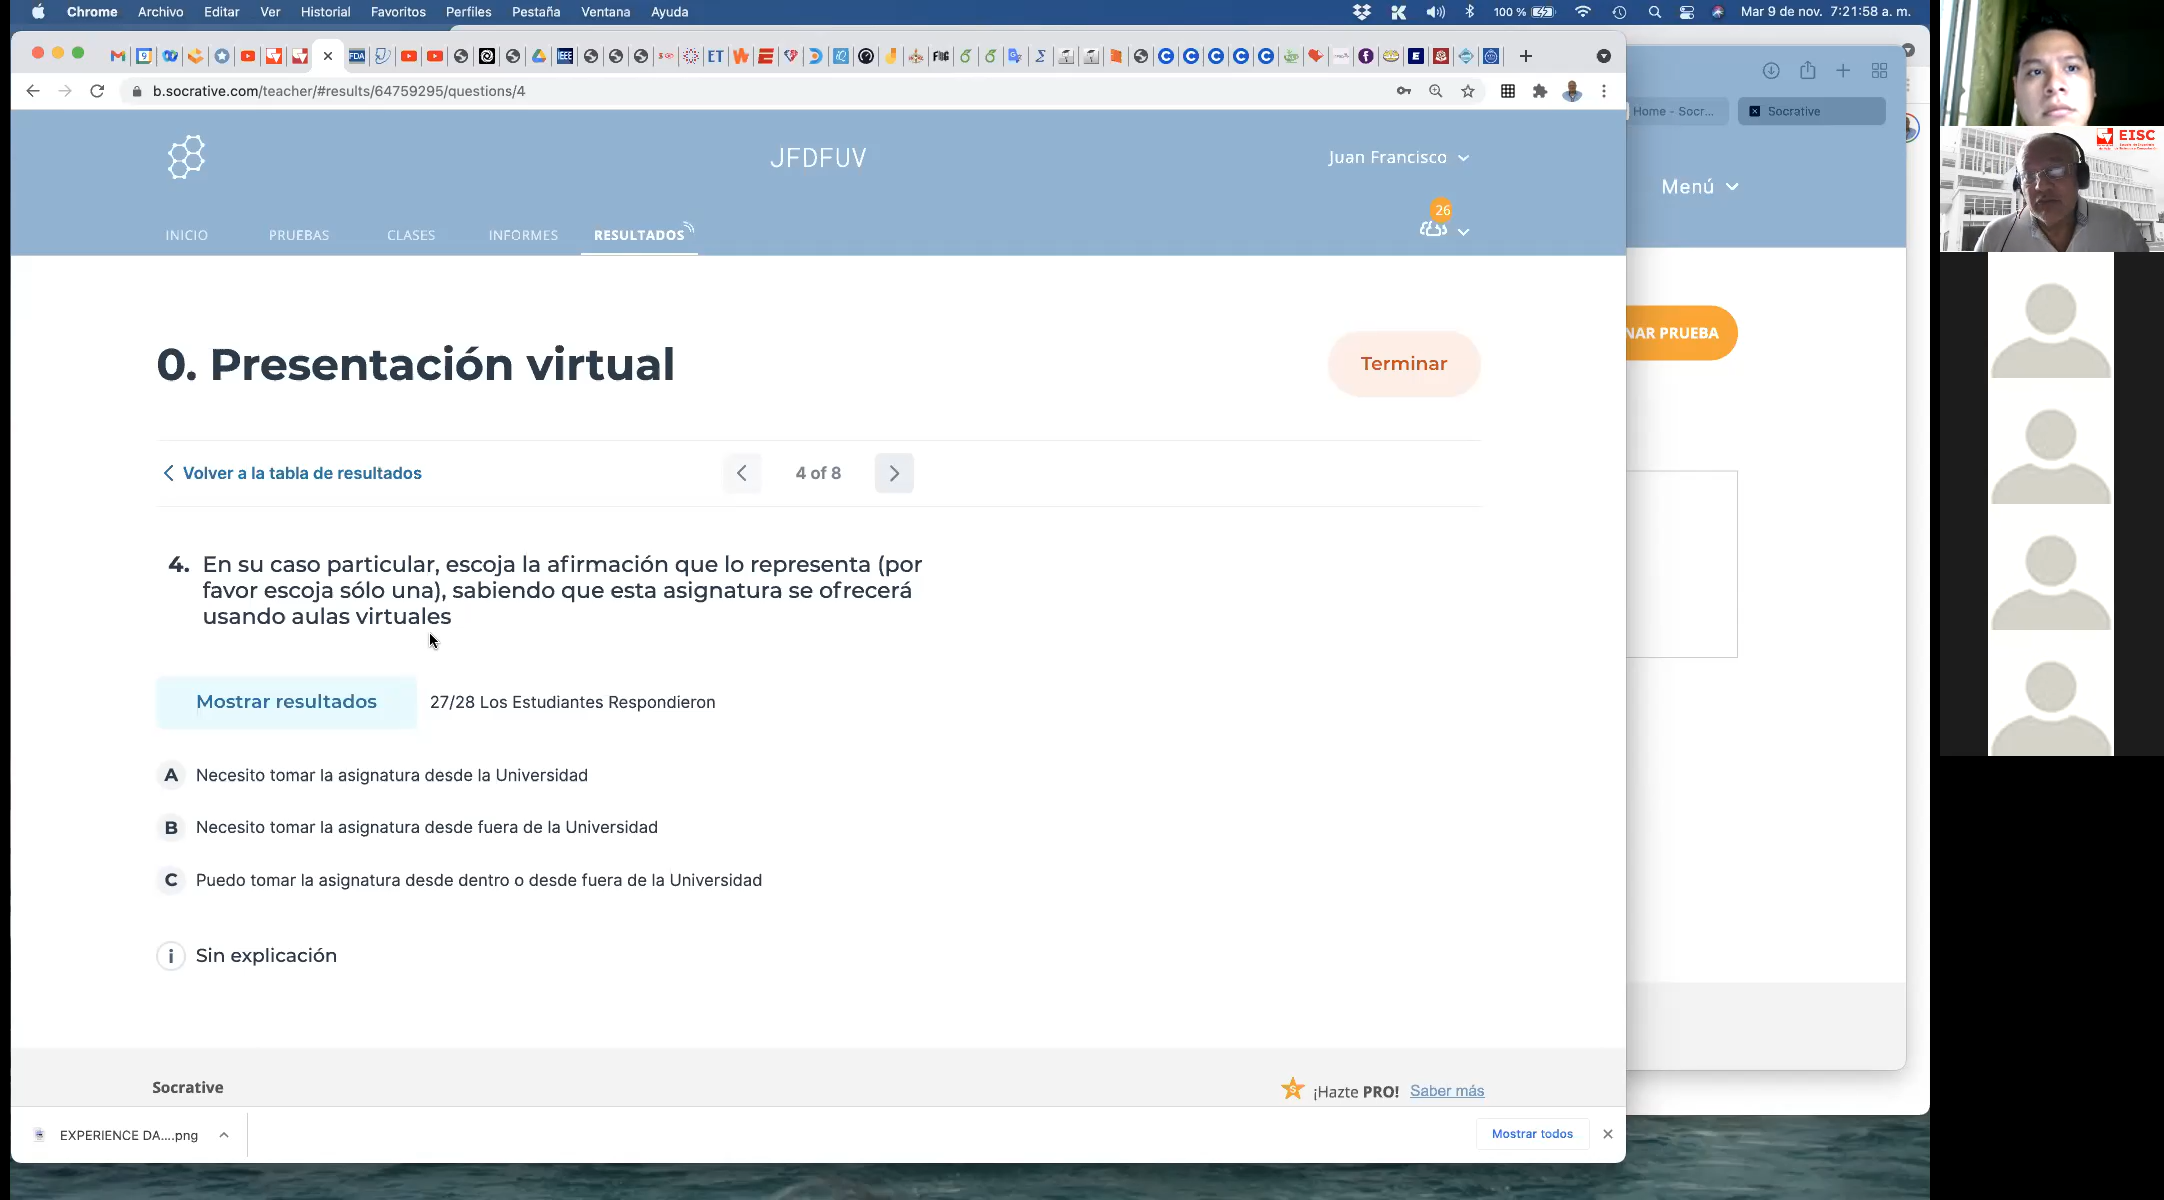 Chrome Archivo Editar Ver Historial Favoritos Perfiles Pestaña Ventana Ayuda
100 % Mar 9 de nov. 7:21:58 a. m.
b.socrative.com/teacher/#results/64759295/questions/4
Home - Socr...
Socrative
EISC
JFDFUV
Juan Francisco
Menú
26
INICIO PRUEBAS CLASES INFORMES RESULTADOS
0. Presentación virtual
Terminar
NAR PRUEBA
Volver a la tabla de resultados
4 of 8
4. En su caso particular, escoja la afirmación que lo representa (por
favor escoja sólo una), sabiendo que esta asignatura se ofrecerá
usando aulas virtuales
Mostrar resultados
27/28 Los Estudiantes Respondieron
A Necesito tomar la asignatura desde la Universidad
B Necesito tomar la asignatura desde fuera de la Universidad
C Puedo tomar la asignatura desde dentro o desde fuera de la Universidad
i Sin explicación
Socrative
¡Hazte PRO! Saber más
EXPERIENCE DA....png
Mostrar todos